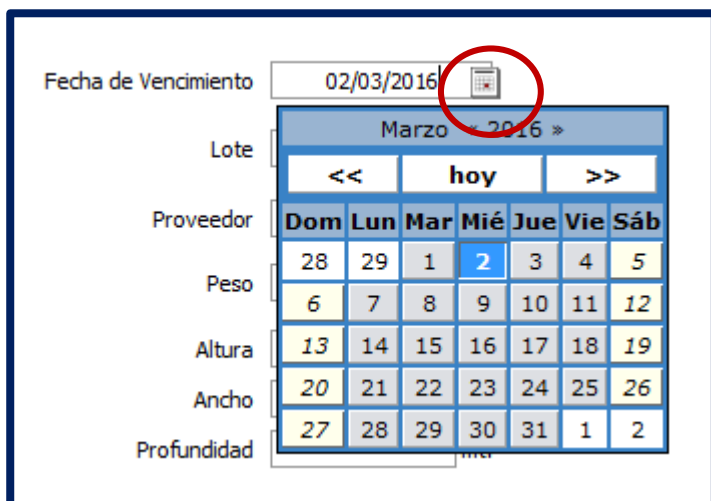 Fecha de Vencimiento 02/03/2016
Marzo « 2016 »
Lote
<< hoy >>
Proveedor
Dom Lun Mar Mié Jue Vie Sáb
28 29 1 2 3 4 5
Peso
6 7 8 9 10 11 12
Altura
13 14 15 16 17 18 19
Ancho
20 21 22 23 24 25 26
Profundidad
27 28 29 30 31 1 2